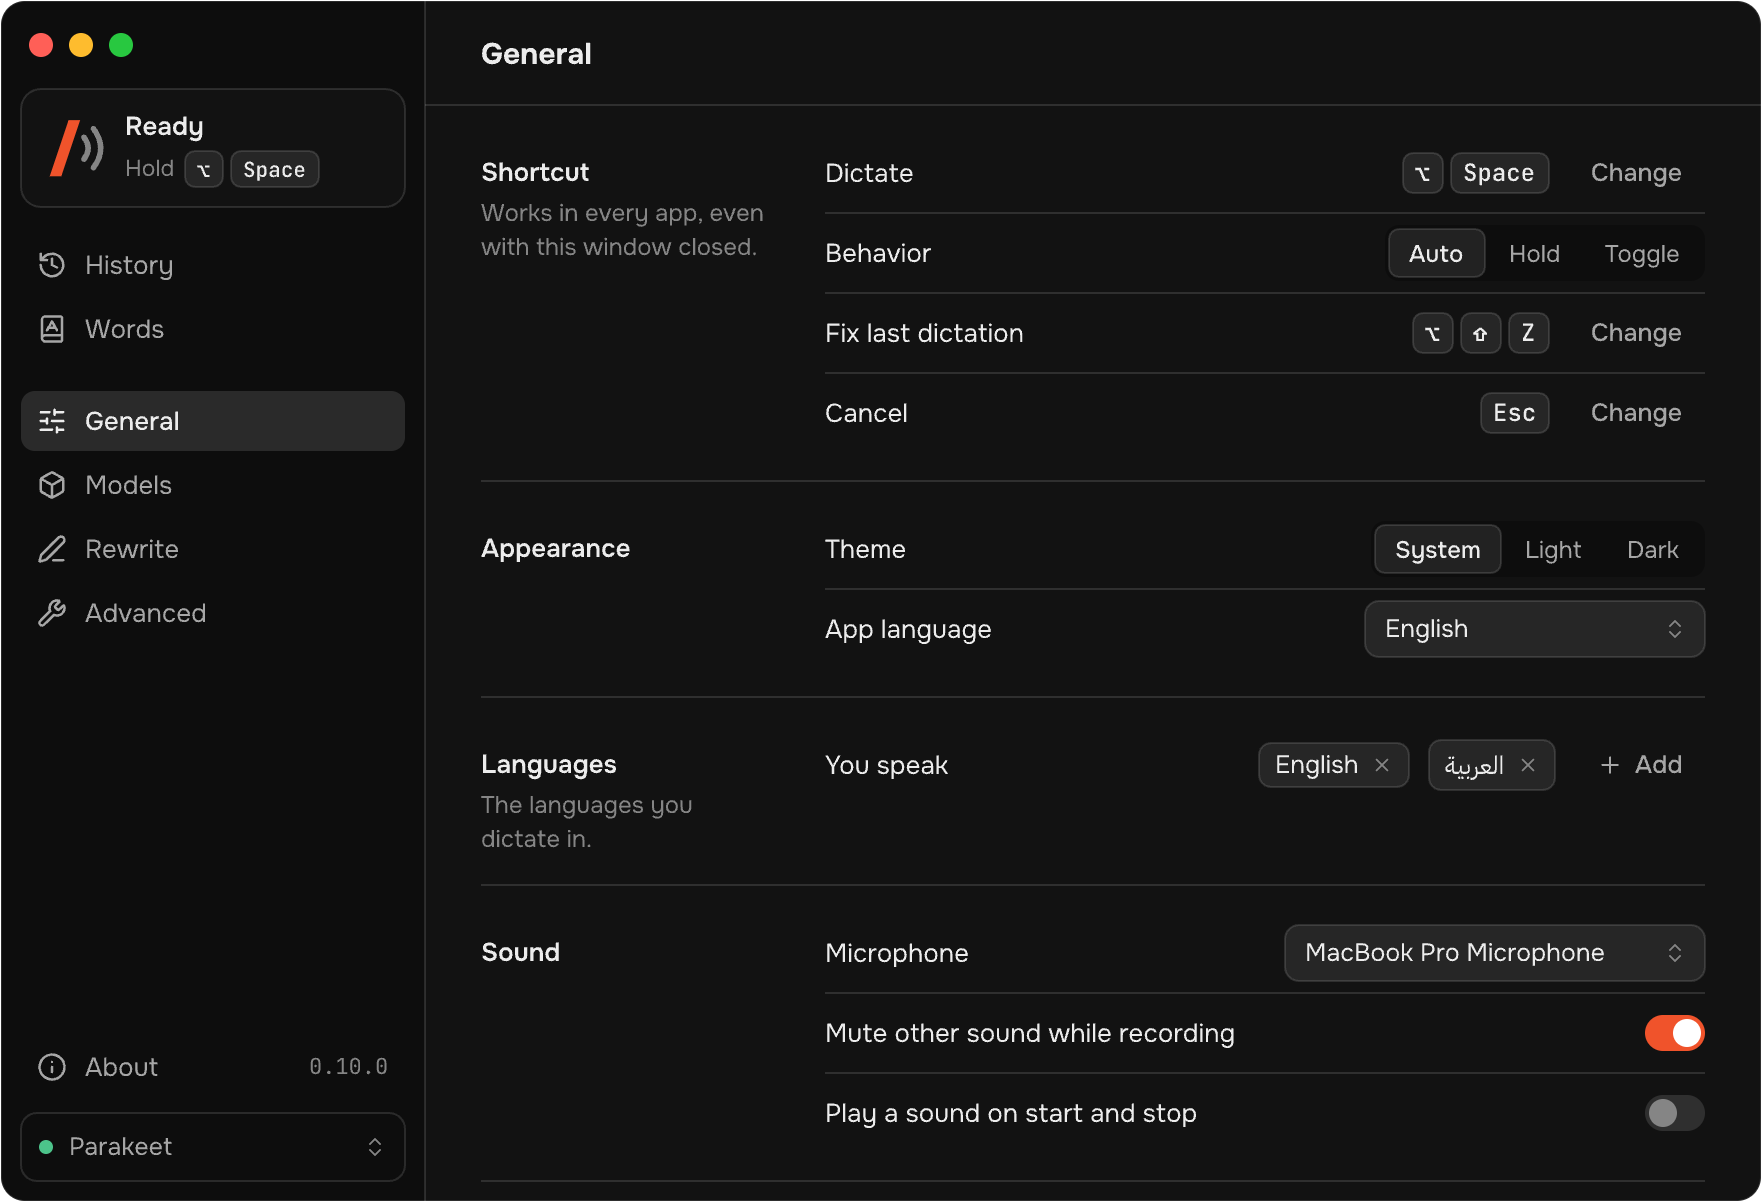 Ready
Hold ⌥ Space
History
Words
General
Models
Rewrite
Advanced
About 0.10.0
Parakeet
General
Shortcut
Works in every app, even
with this window closed.
Dictate ⌥ Space Change
Behavior Auto Hold Toggle
Fix last dictation ⌥ ⇧ Z Change
Cancel Esc Change
Appearance
Theme System Light Dark
App language English
Languages
The languages you
dictate in.
You speak English × العربية × + Add
Sound
Microphone MacBook Pro Microphone
Mute other sound while recording
Play a sound on start and stop